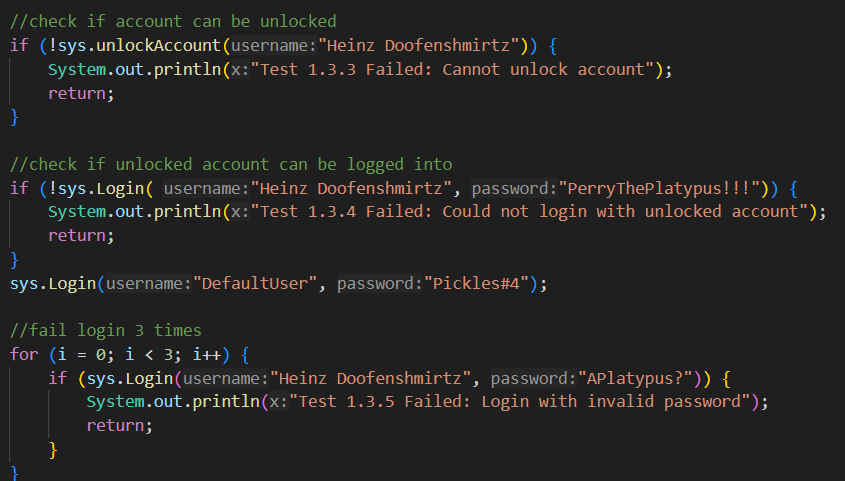 //check if account can be unlocked
if (!sys.unlockAccount(username:"Heinz Doofenshmirtz")) {
    System.out.println(x:"Test 1.3.3 Failed: Cannot unlock account");
    return;
}

//check if unlocked account can be logged into
if (!sys.Login( username:"Heinz Doofenshmirtz", password:"PerryThePlatypus!!!")) {
    System.out.println(x:"Test 1.3.4 Failed: Could not login with unlocked account");
    return;
}
sys.Login(username:"DefaultUser", password:"Pickles#4");

//fail login 3 times
for (i = 0; i < 3; i++) {
    if (sys.Login(username:"Heinz Doofenshmirtz", password:"APlatypus?")) {
        System.out.println(x:"Test 1.3.5 Failed: Login with invalid password");
        return;
    }
}